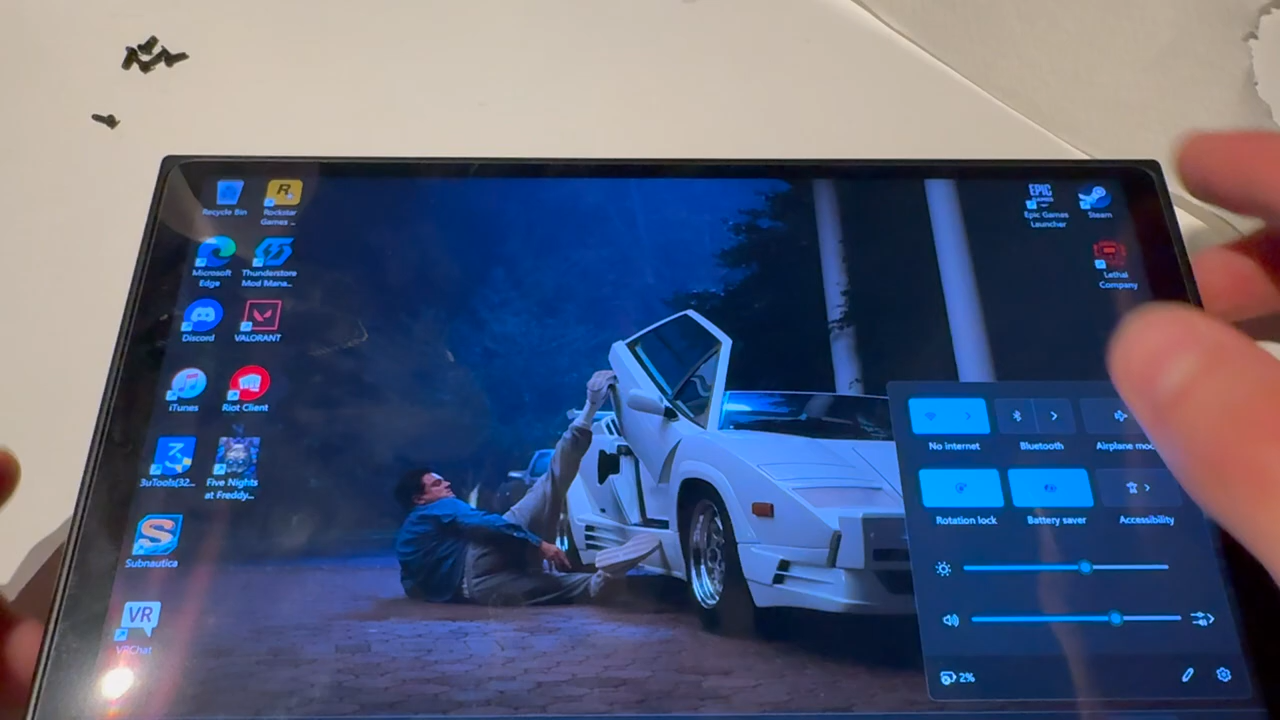 Recycle Bin
R
Rockstar
Games ...
Microsoft
Edge
Thunderstore
Mod Mana...
Discord
VALORANT
iTunes
Riot Client
3
3uTools(32...
Five Nights
at Freddy...
S
Subnautica
VR
VRChat
EPIC
GAMES
Epic Games
Launcher
Steam
Lethal
Company
No internet
Bluetooth
Airplane mo
Rotation lock
Battery saver
Accessibility
2%